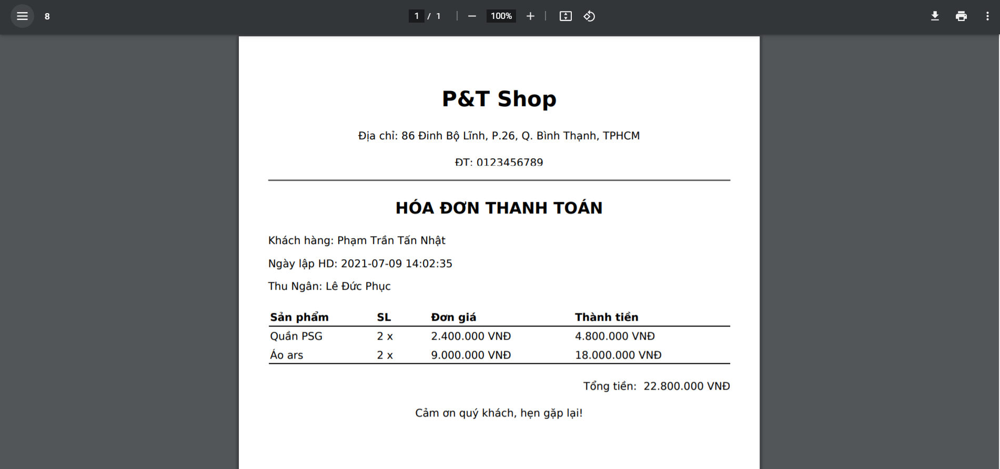 8
1 / 1
100%
P&T Shop
Địa chỉ: 86 Đinh Bộ Lĩnh, P.26, Q. Bình Thạnh, TPHCM
ĐT: 0123456789
HÓA ĐƠN THANH TOÁN
Khách hàng: Phạm Trần Tấn Nhật
Ngày lập HD: 2021-07-09 14:02:35
Thu Ngân: Lê Đức Phục
Sản phẩm SL Đơn giá Thành tiền
Quần PSG 2 x 2.400.000 VNĐ 4.800.000 VNĐ
Áo ars 2 x 9.000.000 VNĐ 18.000.000 VNĐ
Tổng tiền: 22.800.000 VNĐ
Cảm ơn quý khách, hẹn gặp lại!